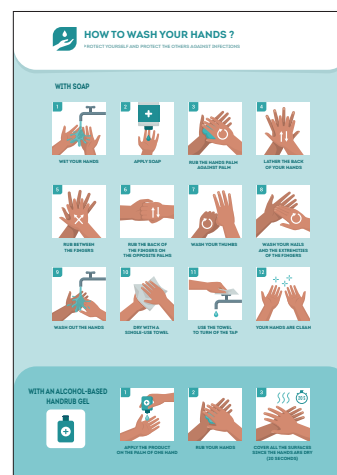 HOW TO WASH YOUR HANDS ?
PROTECT YOURSELF AND PROTECT THE OTHERS AGAINST INFECTIONS
WITH SOAP
1
2
3
4
WET YOUR HANDS
APPLY SOAP
RUB THE HANDS PALM
AGAINST PALM
LATHER THE BACK
OF YOUR HANDS
5
6
7
8
RUB BETWEEN
THE FINGERS
RUB THE BACK OF
THE FINGERS ON
THE OPPOSITE PALMS
WASH YOUR THUMBS
WASH YOUR NAILS
AND THE EXTREMITIES
OF THE FINGERS
9
10
11
12
WASH OUT THE HANDS
DRY WITH A
SINGLE-USE TOWEL
USE THE TOWEL
TO TURN OF THE TAP
YOUR HANDS ARE CLEAN
WITH AN ALCOHOL-BASED
HANDRUB GEL
1
2
3
APPLY THE PRODUCT
ON THE PALM OF ONE HAND
RUB YOUR HANDS
COVER ALL THE SURFACES
SINCE THE HANDS ARE DRY
(20 SECONDS)